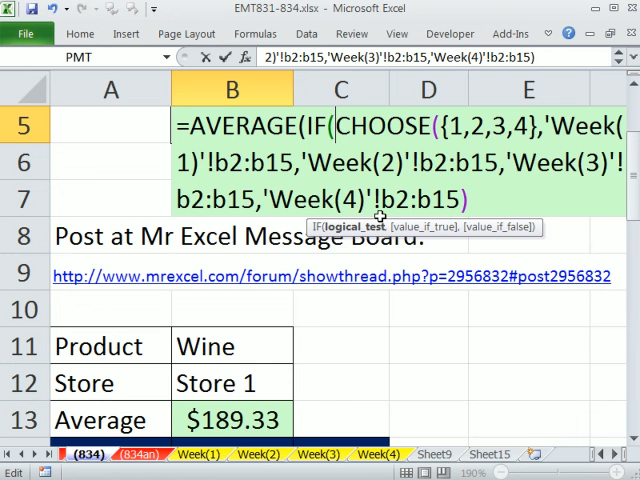 EMT831-834.xlsx - Microsoft Excel
File Home Insert Page Layout Formulas Data Review View Developer Acrobat
PMT 2)'!b2:b15,'Week(3)'!b2:b15,'Week(4)'!b2:b15)
A B C D E
5 =AVERAGE(IF(CHOOSE({1,2,3,4},'Week(
6 1)'!b2:b15,'Week(2)'!b2:b15,'Week(3)'!
7 b2:b15,'Week(4)'!b2:b15)
IF(logical_test, [value_if_true], [value_if_false])
8 Post at Mr Excel Message Board:
9 http://www.mrexcel.com/forum/showthread.php?p=2956832#post2956832
10
11 Product Wine
12 Store Store 1
13 Average $189.33
(834) (834an) Week(1) Week(2) Week(3) Week(4) Sheet9 Sheet15
Edit 190%